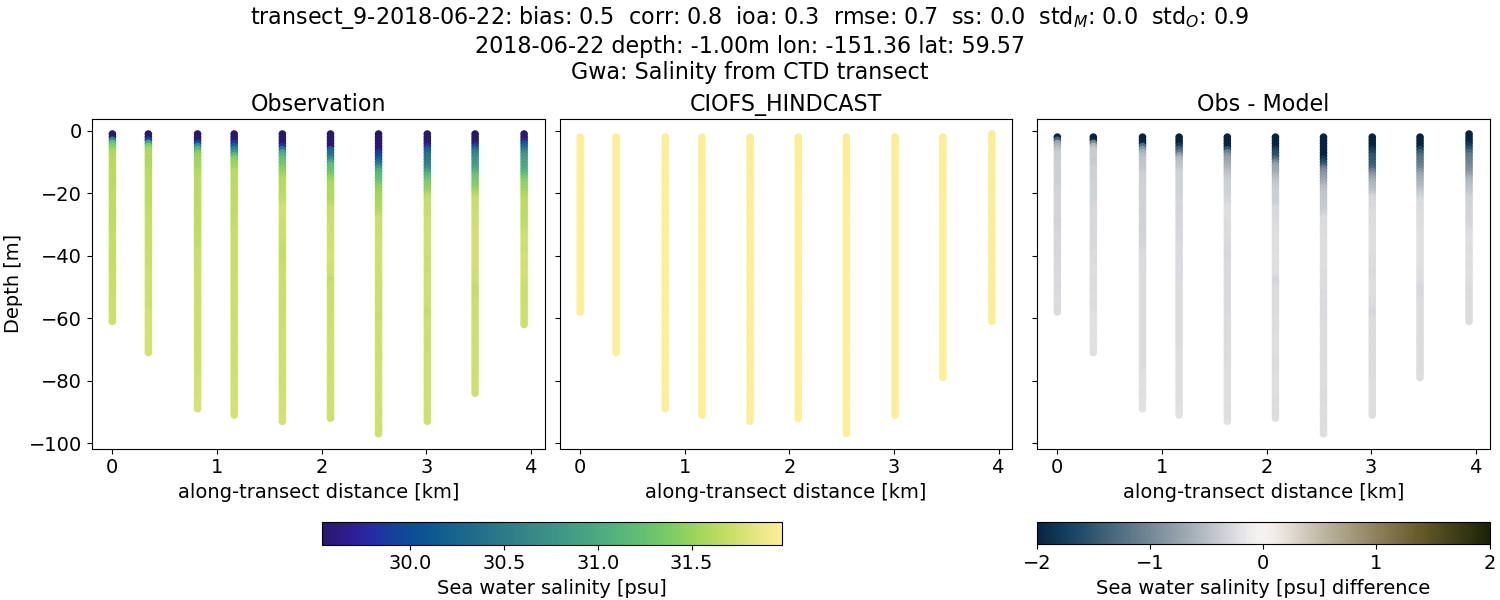 transect_9-2018-06-22: bias: 0.5 corr: 0.8 ioa: 0.3 rmse: 0.7 ss: 0.0 std_M: 0.0 std_O: 0.9
2018-06-22 depth: -1.00m lon: -151.36 lat: 59.57
Gwa: Salinity from CTD transect
Observation
CIOFS_HINDCAST
Obs - Model
Depth [m]
0
−20
−40
−60
−80
−100
0 1 2 3 4
along-transect distance [km]
0 1 2 3 4
along-transect distance [km]
0 1 2 3 4
along-transect distance [km]
30.0 30.5 31.0 31.5
Sea water salinity [psu]
−2 −1 0 1 2
Sea water salinity [psu] difference